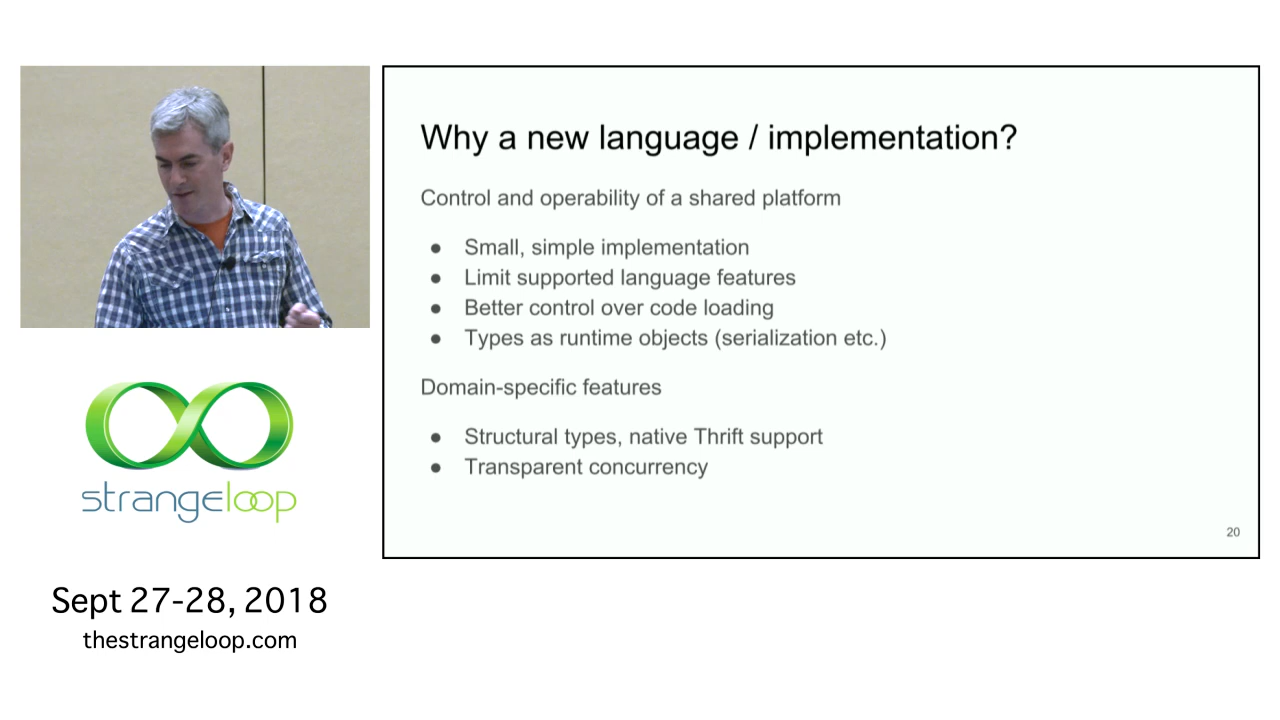 Why a new language / implementation?
Control and operability of a shared platform
● Small, simple implementation
● Limit supported language features
● Better control over code loading
● Types as runtime objects (serialization etc.)
Domain-specific features
● Structural types, native Thrift support
● Transparent concurrency
20
strangeloop
Sept 27-28, 2018
thestrangeloop.com